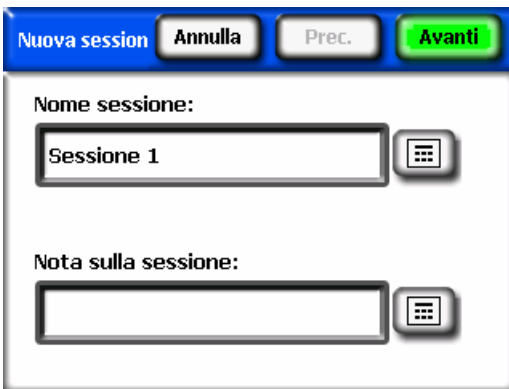 Nuova session Annulla Prec. Avanti
Nome sessione:
Sessione 1
Nota sulla sessione: